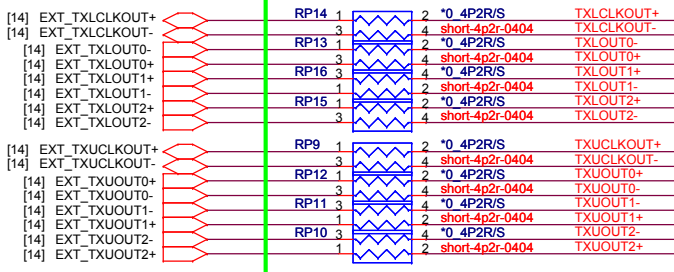 [14] EXT_TXLCLKOUT+ RP14 1 2 *0_4P2R/S TXLCLKOUT+
[14] EXT_TXLCLKOUT- 3 4 short-4p2r-0404 TXLCLKOUT-
[14] EXT_TXLOUT0- RP13 1 2 *0_4P2R/S TXLOUT0-
[14] EXT_TXLOUT0+ 3 4 short-4p2r-0404 TXLOUT0+
[14] EXT_TXLOUT1+ RP16 3 4 *0_4P2R/S TXLOUT1+
[14] EXT_TXLOUT1- 1 2 short-4p2r-0404 TXLOUT1-
[14] EXT_TXLOUT2+ RP15 1 2 *0_4P2R/S TXLOUT2+
[14] EXT_TXLOUT2- 3 4 short-4p2r-0404 TXLOUT2-
[14] EXT_TXUCLKOUT+ RP9 1 2 *0_4P2R/S TXUCLKOUT+
[14] EXT_TXUCLKOUT- 3 4 short-4p2r-0404 TXUCLKOUT-
[14] EXT_TXUOUT0+ RP12 1 2 *0_4P2R/S TXUOUT0+
[14] EXT_TXUOUT0- 3 4 short-4p2r-0404 TXUOUT0-
[14] EXT_TXUOUT1- RP11 3 4 *0_4P2R/S TXUOUT1-
[14] EXT_TXUOUT1+ 1 2 short-4p2r-0404 TXUOUT1+
[14] EXT_TXUOUT2- RP10 3 4 *0_4P2R/S TXUOUT2-
[14] EXT_TXUOUT2+ 1 2 short-4p2r-0404 TXUOUT2+